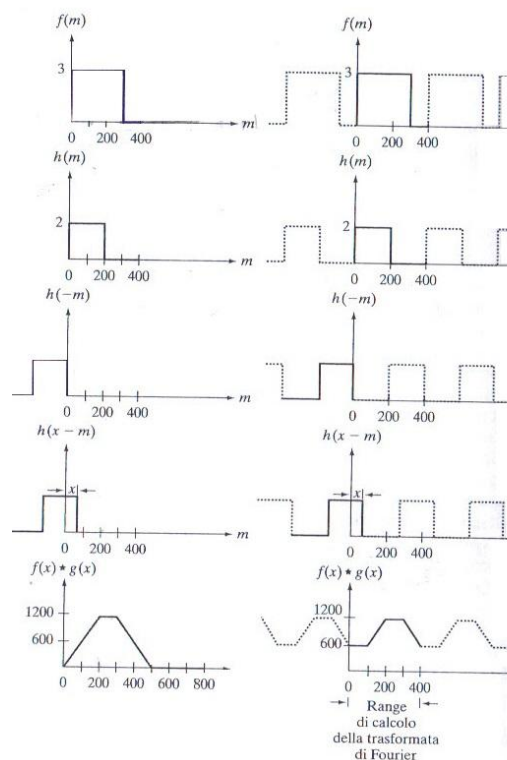 f(m)
3
0 200 400
m
f(m)
3
0 200 400
h(m)
2
0 200 400
m
h(m)
2
0 200 400
h(−m)
0 200 400
m
h(−m)
0 200 400
h(x − m)
x
0 200 400
m
h(x − m)
x
0 200 400
f(x) ★ g(x)
1200
600
0 200 400 600 800
f(x) ★ g(x)
1200
600
0 200 400
Range
di calcolo
della trasformata
di Fourier